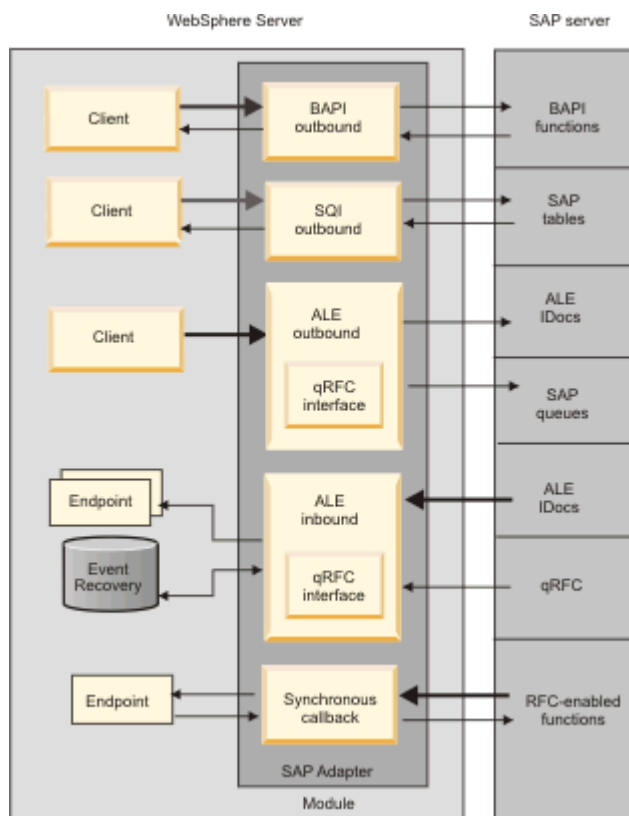 WebSphere Server
SAP server
Client
BAPI
outbound
BAPI
functions
Client
SQI
outbound
SAP
tables
Client
ALE
outbound
qRFC
interface
ALE
IDocs
SAP
queues
Endpoint
Event
Recovery
ALE
inbound
qRFC
interface
ALE
IDocs
qRFC
Endpoint
Synchronous
callback
RFC-enabled
functions
SAP Adapter
Module